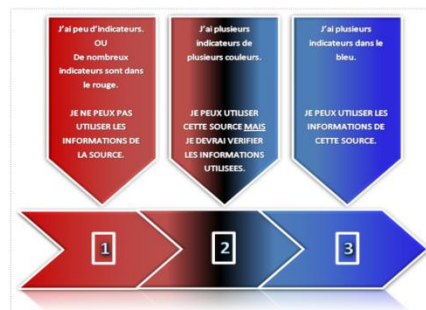 J'ai peu d'indicateurs.
OU
De nombreux
indicateurs sont dans
le rouge.
JE NE PEUX PAS
UTILISER LES
INFORMATIONS DE
LA SOURCE.
J'ai plusieurs
indicateurs de
plusieurs couleurs.
JE PEUX UTILISER
CETTE SOURCE MAIS
JE DEVRAI VERIFIER
LES INFORMATIONS
UTILISEES.
J'ai plusieurs
indicateurs dans le
bleu.
JE PEUX UTILISER LES
INFORMATIONS DE
CETTE SOURCE.
1
2
3